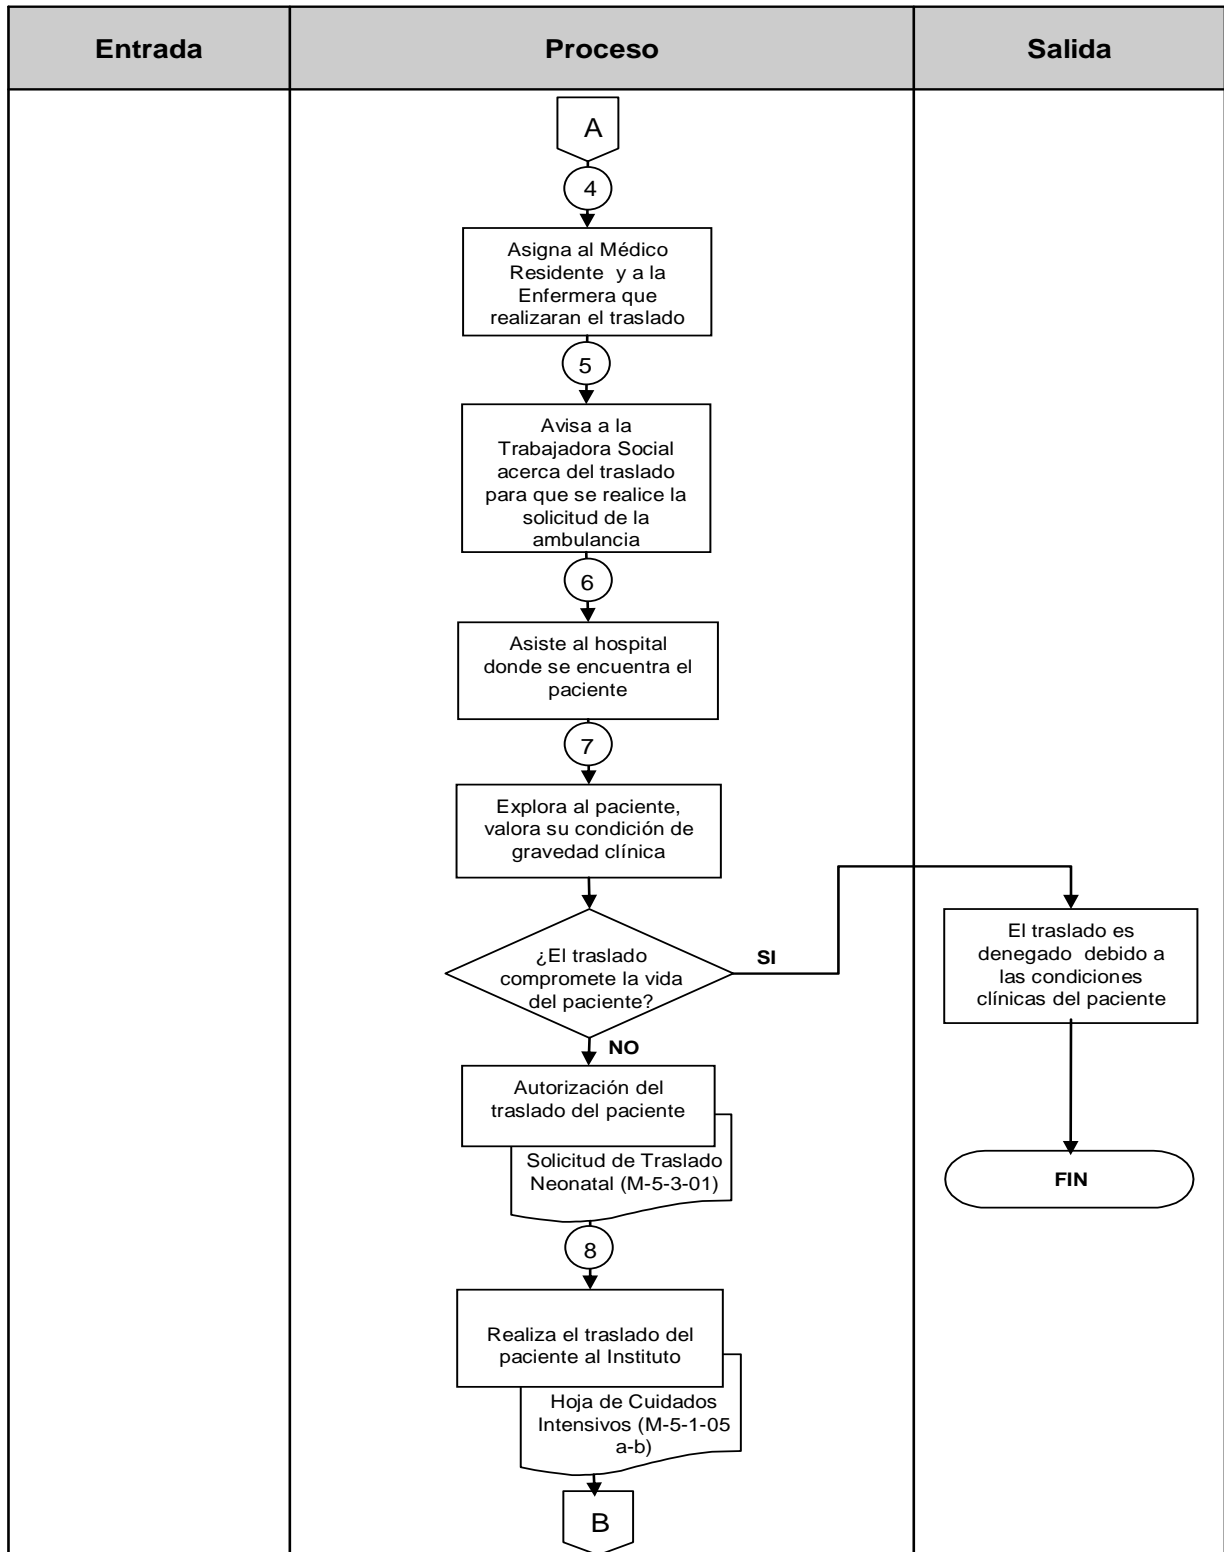 Entrada
Proceso
Salida
A
4
Asigna al Médico
Residente y a la
Enfermera que
realizaran el traslado
5
Avisa a la
Trabajadora Social
acerca del traslado
para que se realice la
solicitud de la
ambulancia
6
Asiste al hospital
donde se encuentra el
paciente
7
Explora al paciente,
valora su condición de
gravedad clínica
¿El traslado
compromete la vida
del paciente?
SI
El traslado es
denegado debido a
las condiciones
clínicas del paciente
FIN
NO
Autorización del
traslado del paciente
Solicitud de Traslado
Neonatal (M-5-3-01)
8
Realiza el traslado del
paciente al Instituto
Hoja de Cuidados
Intensivos (M-5-1-05
a-b)
B